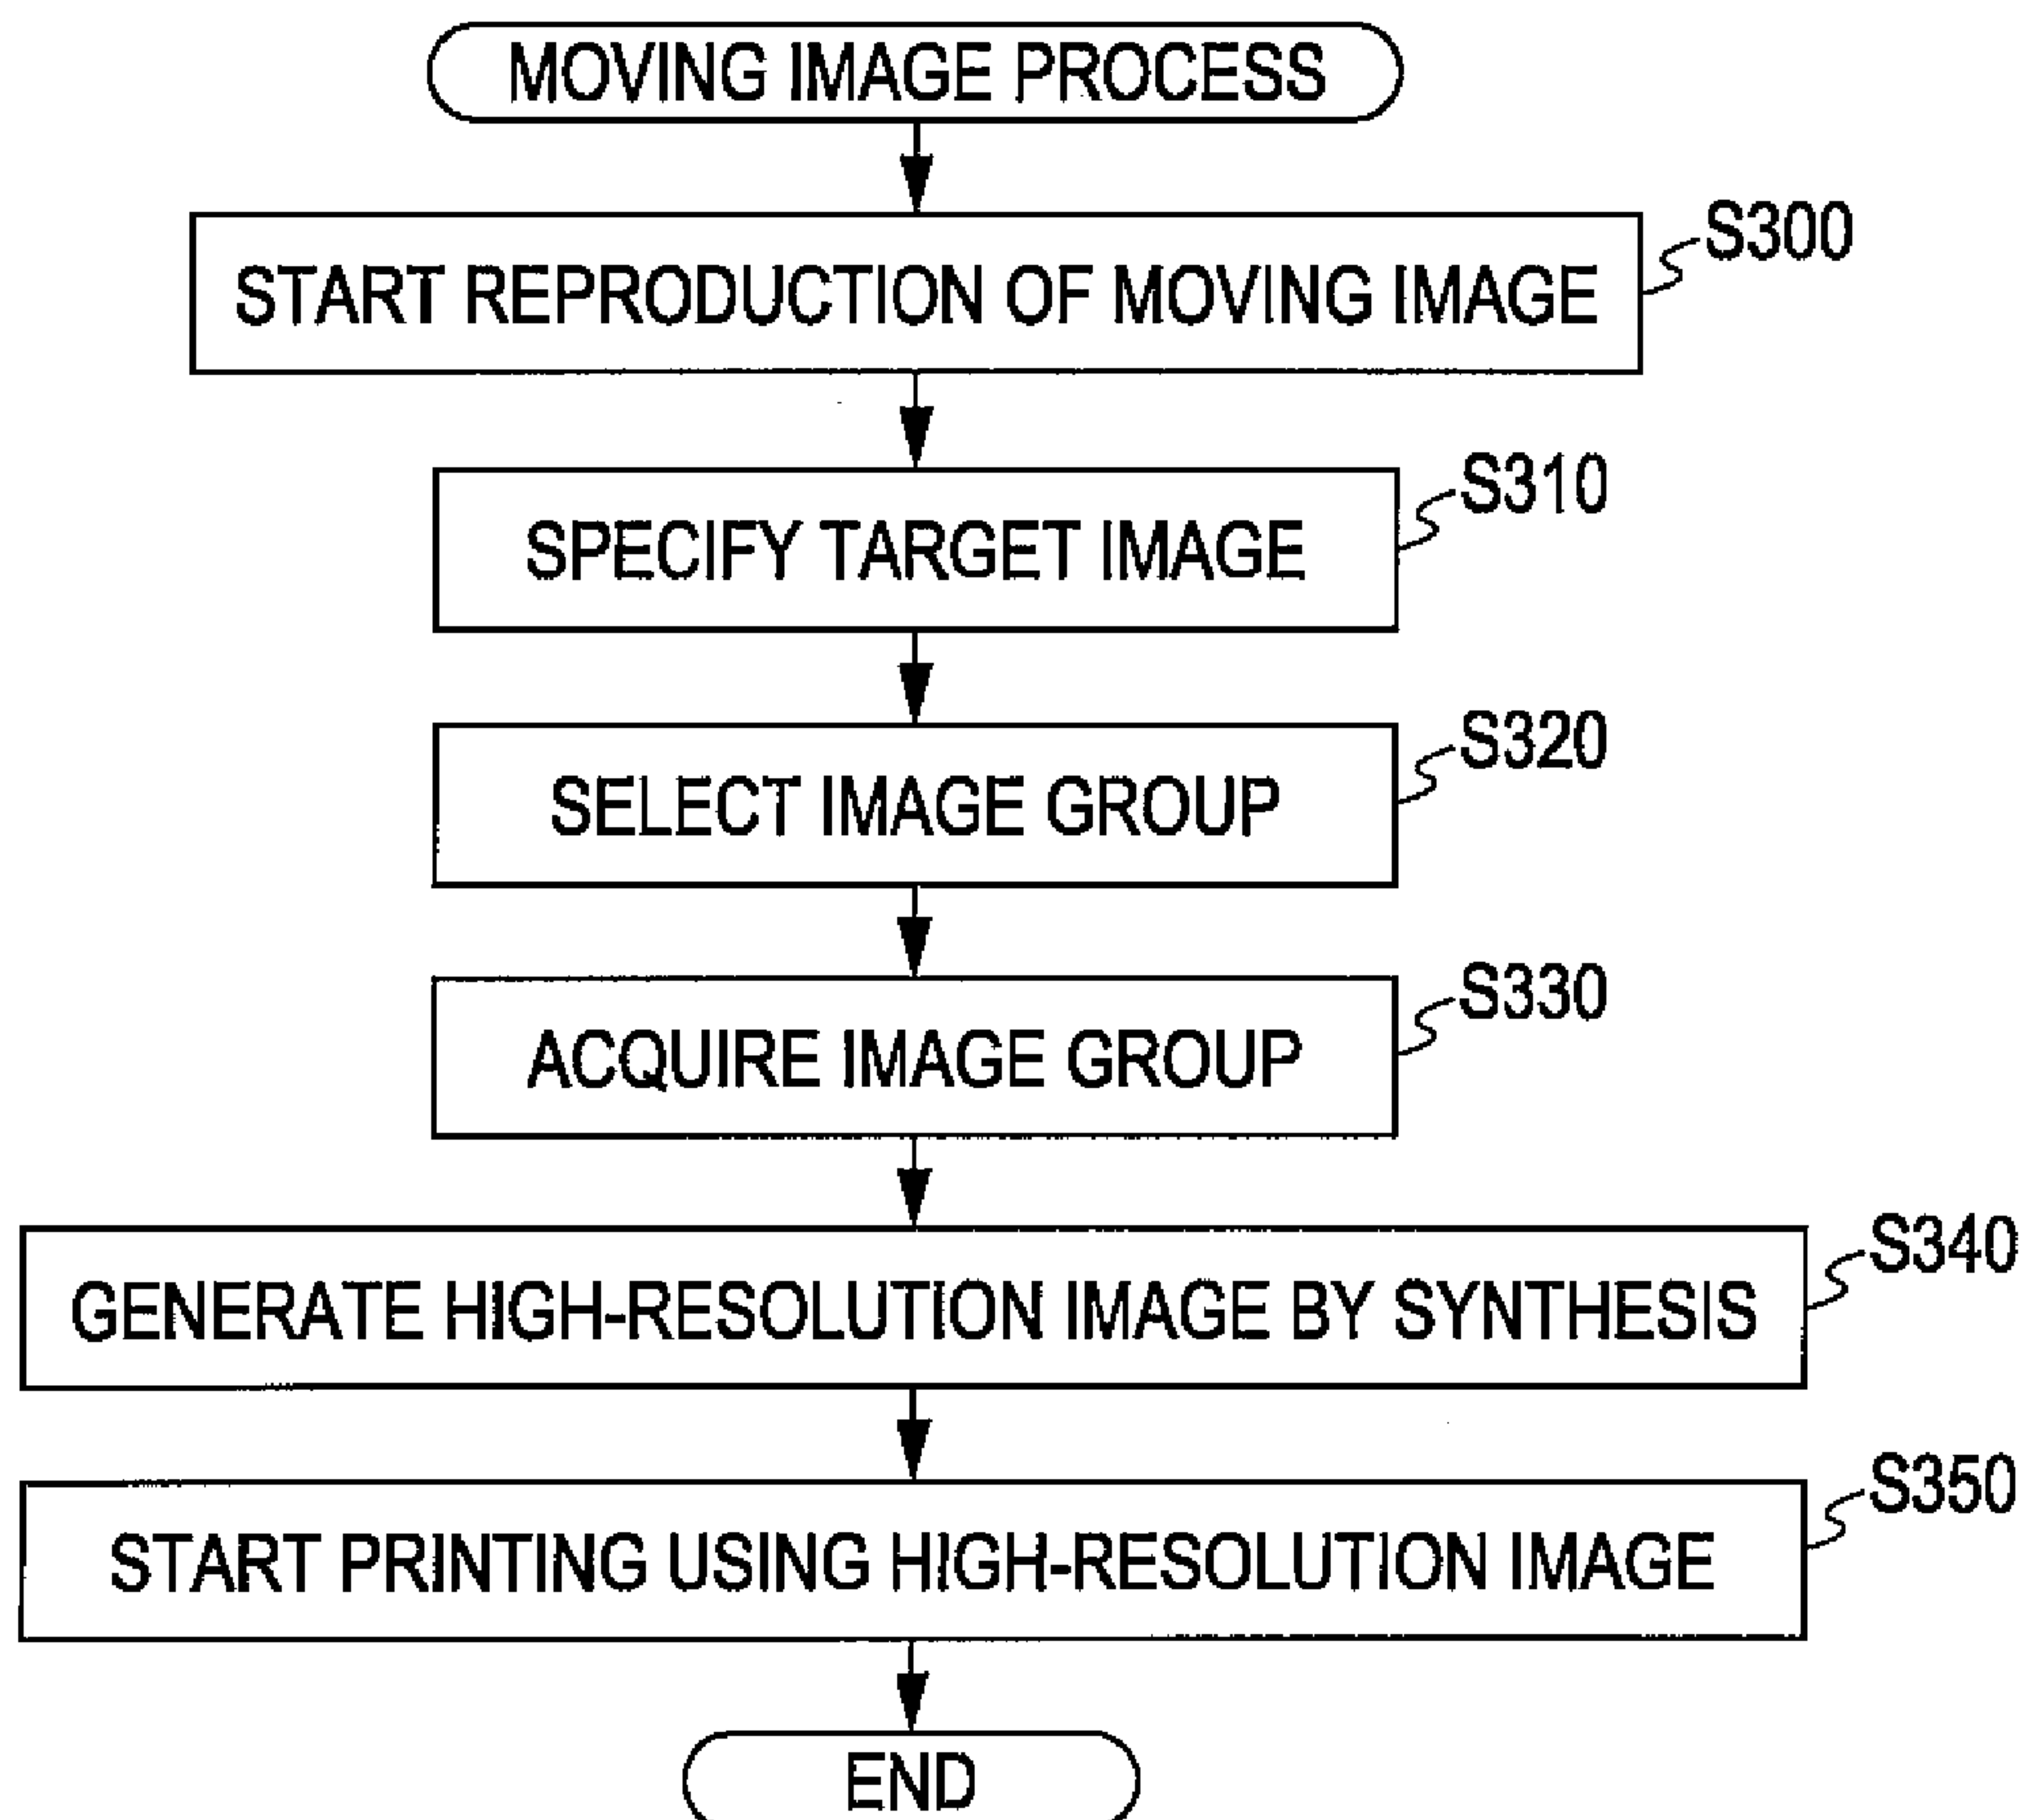 MOVING IMAGE PROCESS
S300
START REPRODUCTION OF MOVING IMAGE
S310
SPECIFY TARGET IMAGE
S320
SELECT IMAGE GROUP
S330
ACQUIRE IMAGE GROUP
S340
GENERATE HIGH-RESOLUTION IMAGE BY SYNTHESIS
S350
START PRINTING USING HIGH-RESOLUTION IMAGE
END